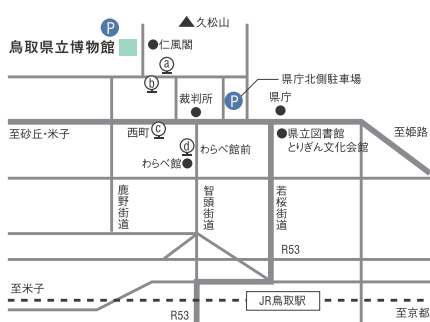 P
久松山
鳥取県立博物館
仁風閣
ⓐ
ⓑ
県庁北側駐車場
P
裁判所
県庁
至砂丘・米子
西町
ⓒ
県立図書館
とりぎん文化会館
至姫路
ⓓ
わらべ館前
わらべ館
鹿野街道
智頭街道
若桜街道
R53
至米子
JR鳥取駅
R53
至京都